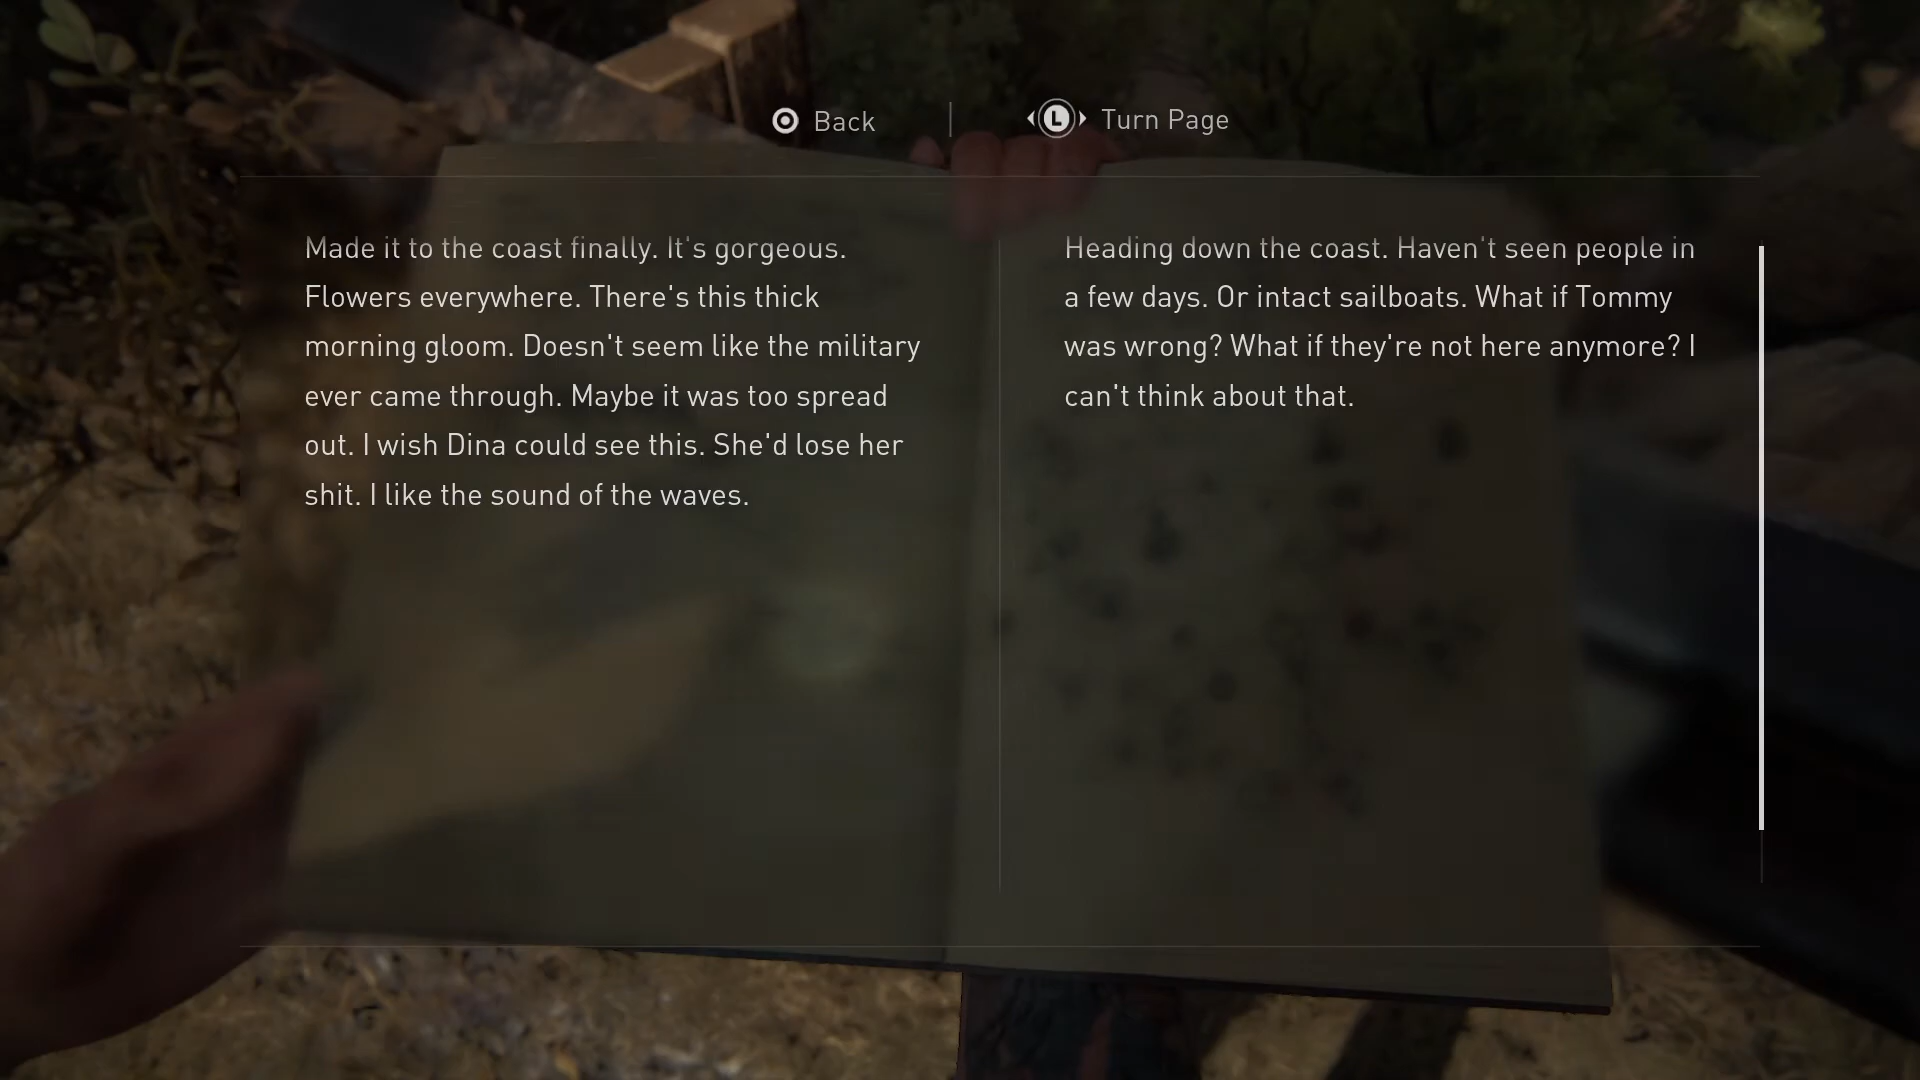 Back
L Turn Page
Made it to the coast finally. It's gorgeous.
Flowers everywhere. There's this thick
morning gloom. Doesn't seem like the military
ever came through. Maybe it was too spread
out. I wish Dina could see this. She'd lose her
shit. I like the sound of the waves.
Heading down the coast. Haven't seen people in
a few days. Or intact sailboats. What if Tommy
was wrong? What if they're not here anymore? I
can't think about that.